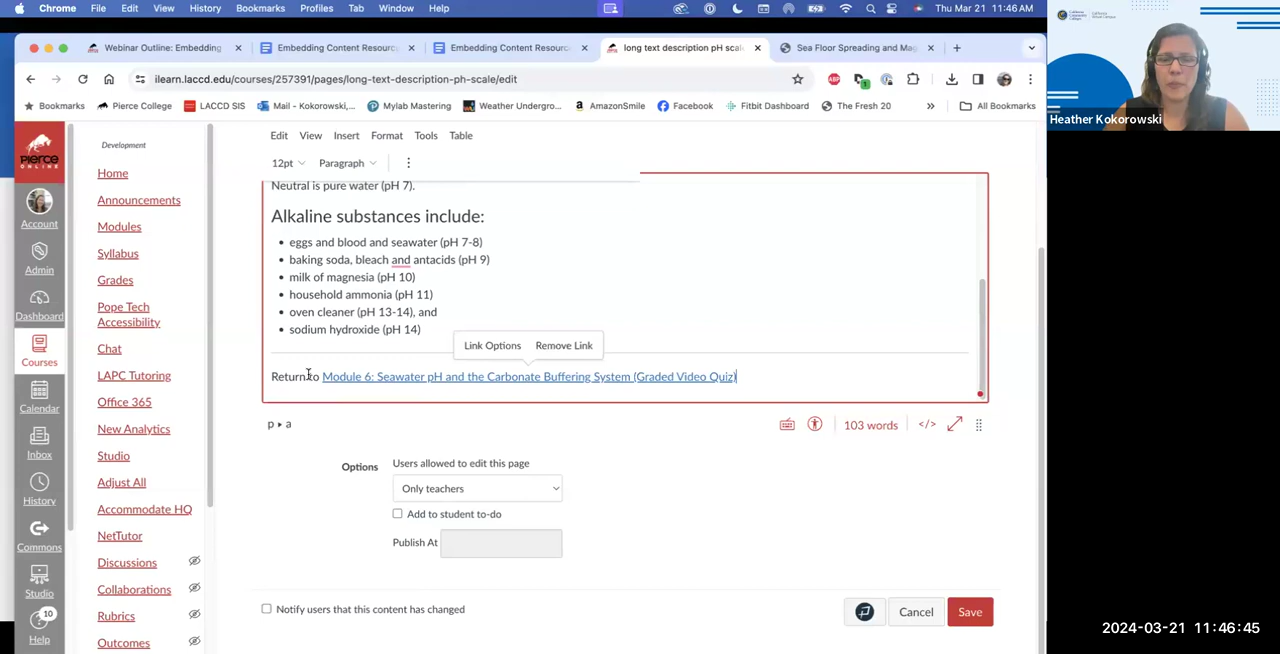 Chrome File Edit View History Bookmarks Profiles Tab Window Help Thu Mar 21 11:46 AM
Webinar Outline: Embedding
Embedding Content Resourc
Embedding Content Resourc
long text description pH scal
Sea Floor Spreading and Mag
ilearn.laccd.edu/courses/257391/pages/long-text-description-ph-scale/edit
Bookmarks Pierce College LACCD SIS Mail - Kokorowski,... Mylab Mastering Weather Undergro... AmazonSmile Facebook Fitbit Dashboard The Fresh 20 » All Bookmarks
PIERCE
ONLINE
Account
Admin
Dashboard
Courses
Calendar
Inbox
History
Commons
Studio
10
Help
Development
Home
Announcements
Modules
Syllabus
Grades
Pope Tech
Accessibility
Chat
LAPC Tutoring
Office 365
New Analytics
Studio
Adjust All
Accommodate HQ
NetTutor
Discussions
Collaborations
Rubrics
Outcomes
Edit View Insert Format Tools Table
12pt Paragraph
Neutral is pure water (pH 7).
Alkaline substances include:
• eggs and blood and seawater (pH 7-8)
• baking soda, bleach and antacids (pH 9)
• milk of magnesia (pH 10)
• household ammonia (pH 11)
• oven cleaner (pH 13-14), and
• sodium hydroxide (pH 14)
Link Options Remove Link
Return to Module 6: Seawater pH and the Carbonate Buffering System (Graded Video Quiz)
p ▸ a
103 words </>
Options Users allowed to edit this page
Only teachers
Add to student to-do
Publish At
Notify users that this content has changed
Cancel Save
Heather Kokorowski
2024-03-21 11:46:45